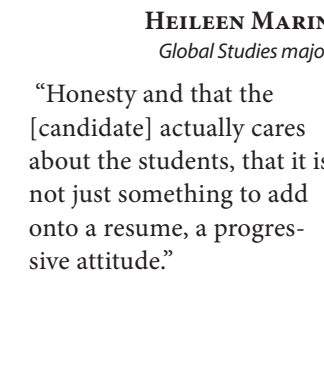 HEILEEN MARIN
Global Studies majo
“Honesty and that the
[candidate] actually cares
about the students, that it is
not just something to add
onto a resume, a progres-
sive attitude.”